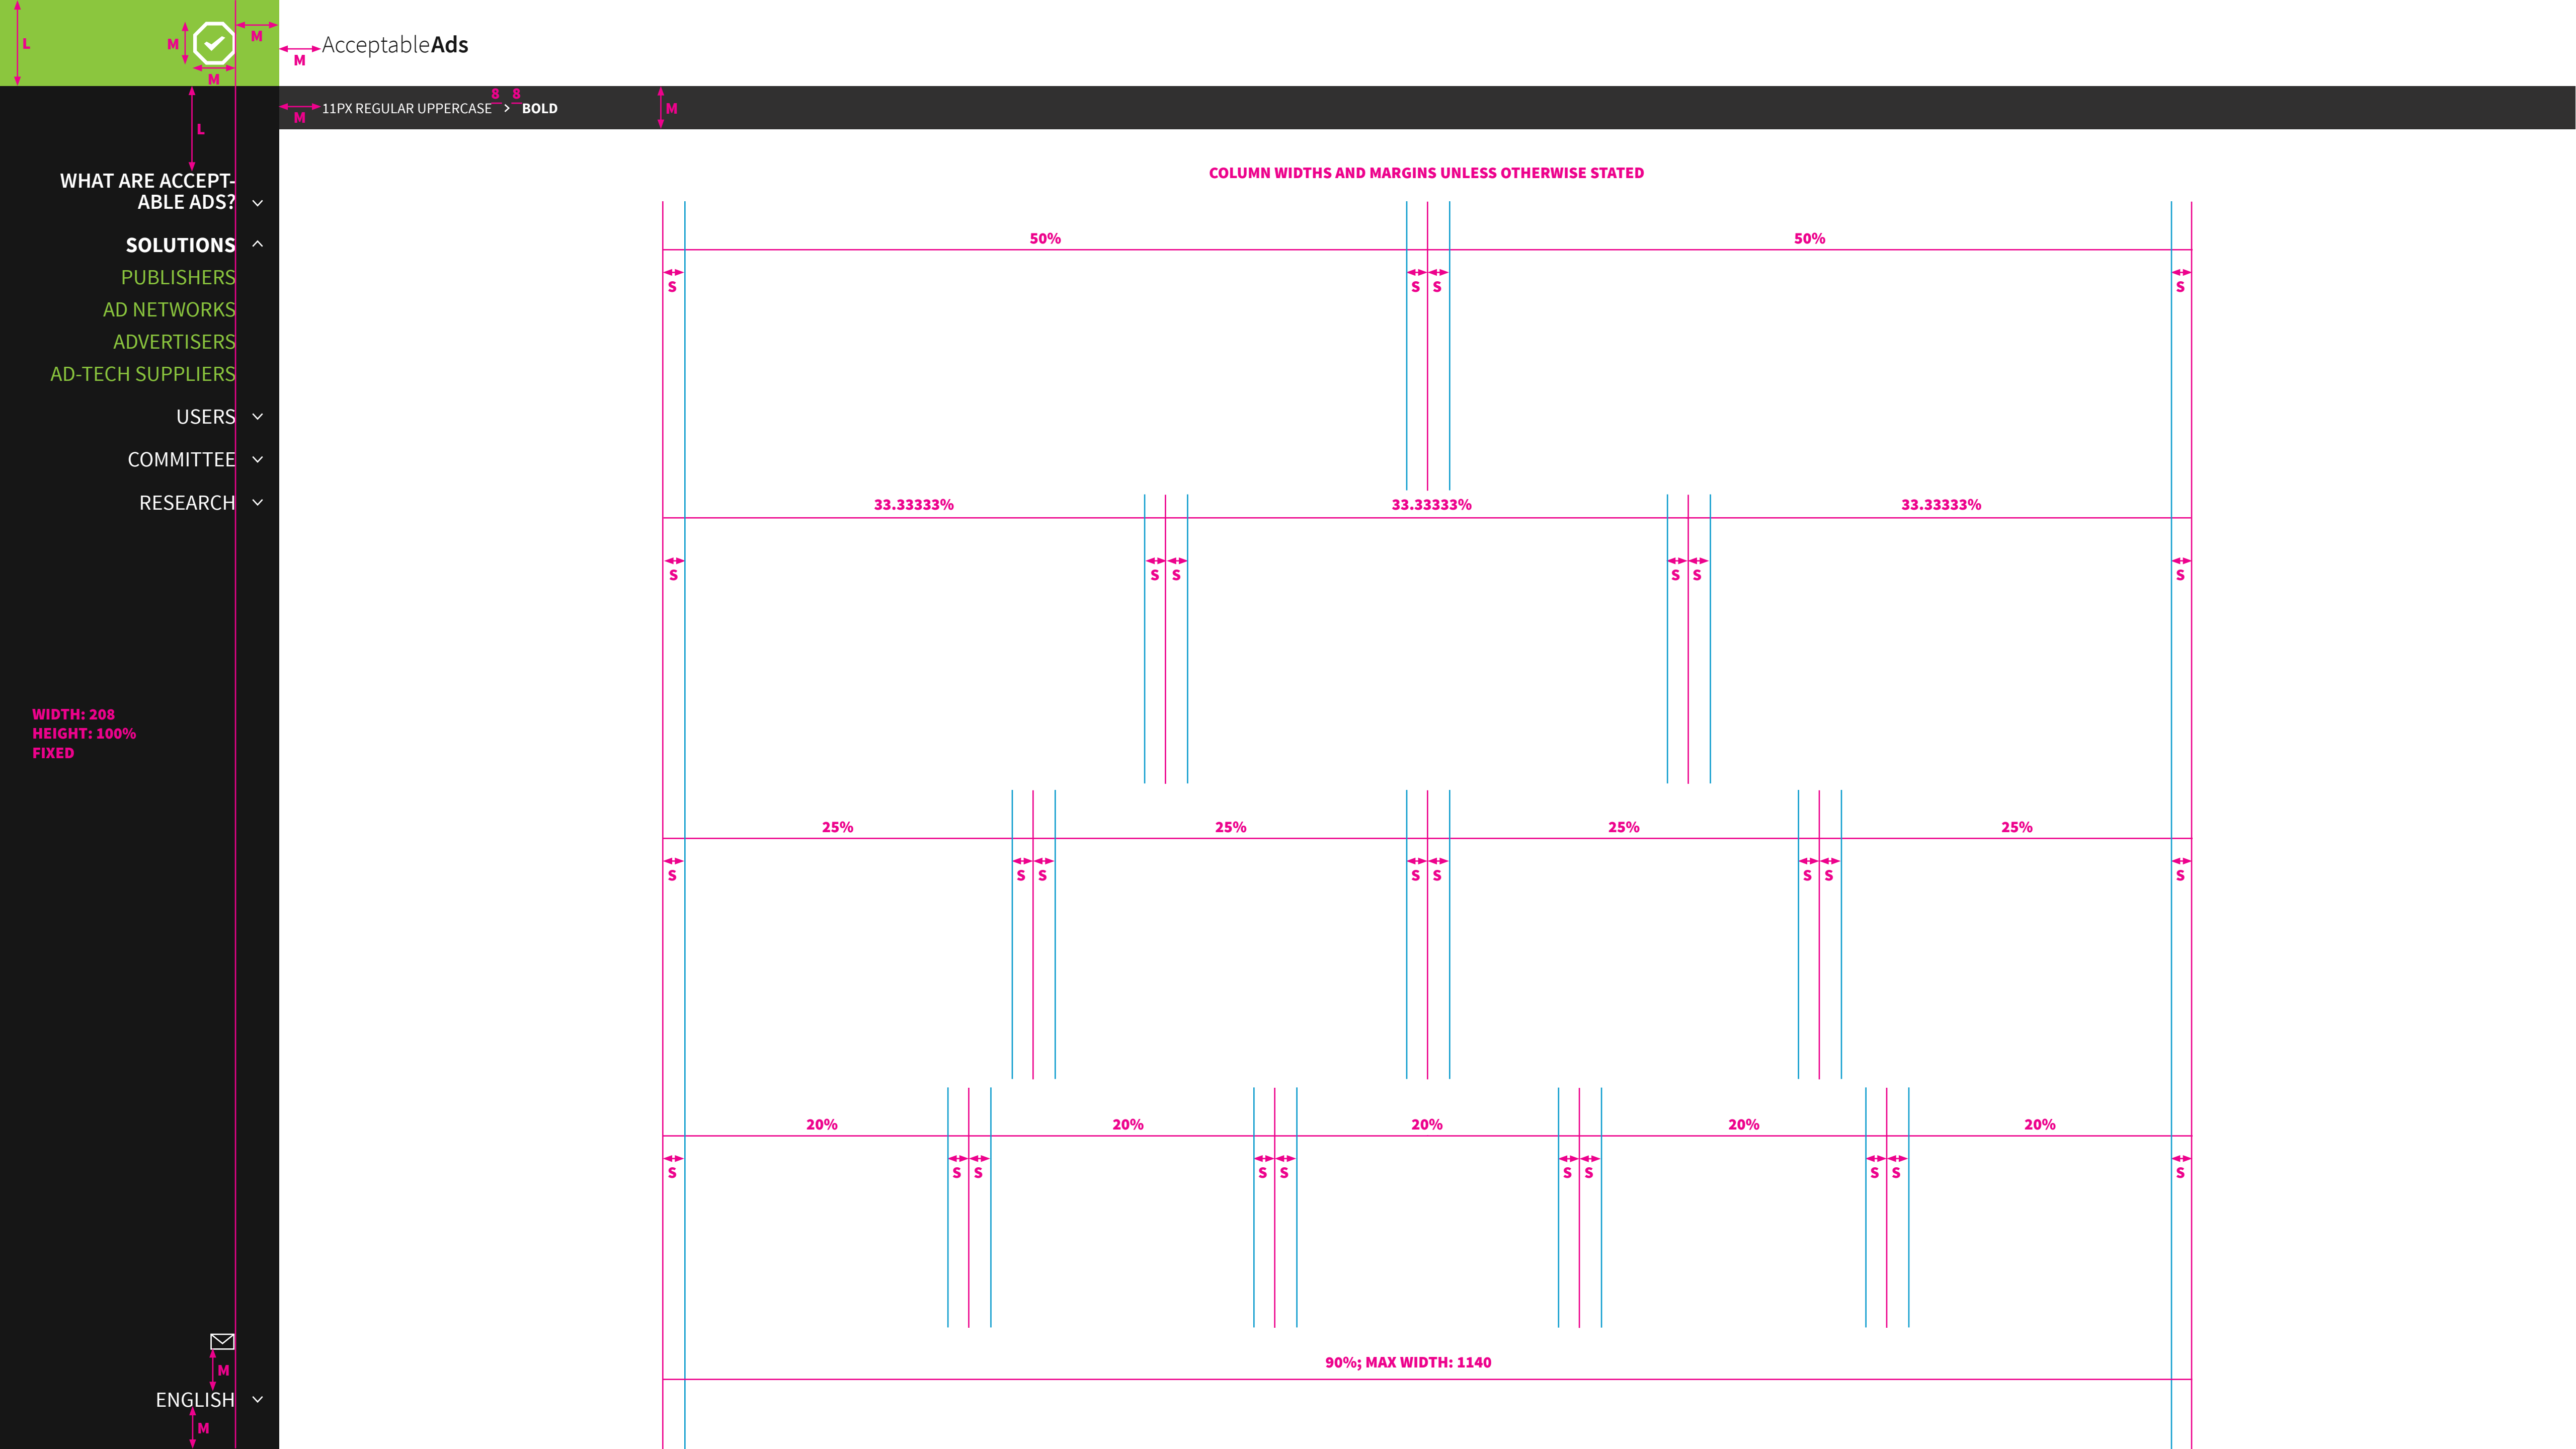 L
M
M
M
M
AcceptableAds
M
11PX REGULAR UPPERCASE
8
8
> BOLD
M
L
WHAT ARE ACCEPT-
ABLE ADS?
SOLUTIONS
PUBLISHERS
AD NETWORKS
ADVERTISERS
AD-TECH SUPPLIERS
USERS
COMMITTEE
RESEARCH
WIDTH: 208
HEIGHT: 100%
FIXED
M
ENGLISH
M
COLUMN WIDTHS AND MARGINS UNLESS OTHERWISE STATED
50% 50%
S S S S
33.33333% 33.33333% 33.33333%
S S S S S S
25% 25% 25% 25%
S S S S S S S S
20% 20% 20% 20% 20%
S S S S S S S S S S
90%; MAX WIDTH: 1140